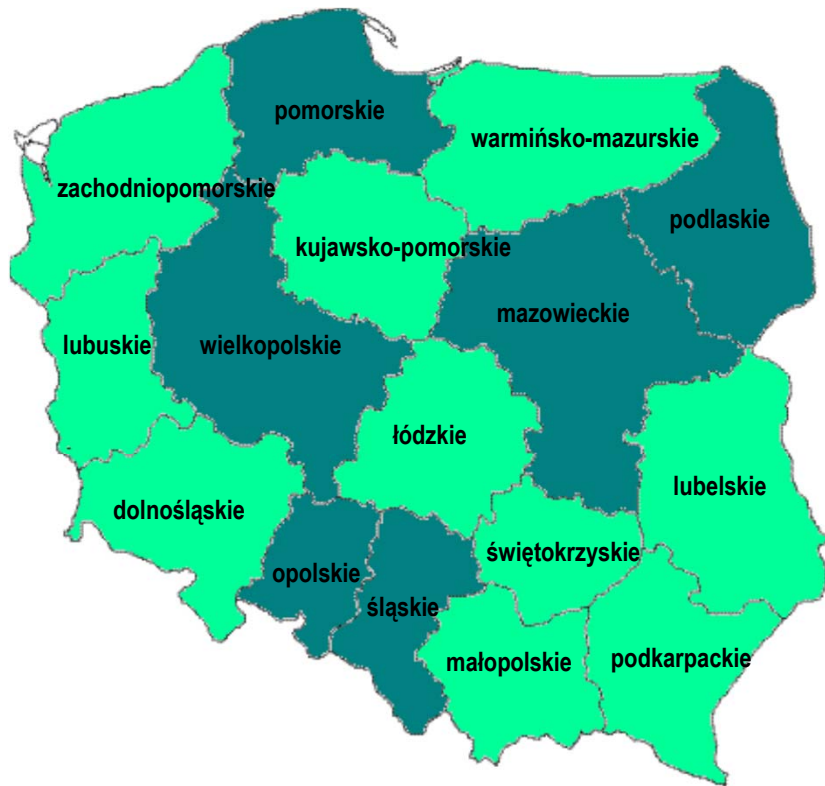 pomorskie
warmińsko-mazurskie
zachodniopomorskie
podlaskie
kujawsko-pomorskie
mazowieckie
lubuskie
wielkopolskie
łódzkie
lubelskie
dolnośląskie
świętokrzyskie
opolskie
śląskie
małopolskie
podkarpackie